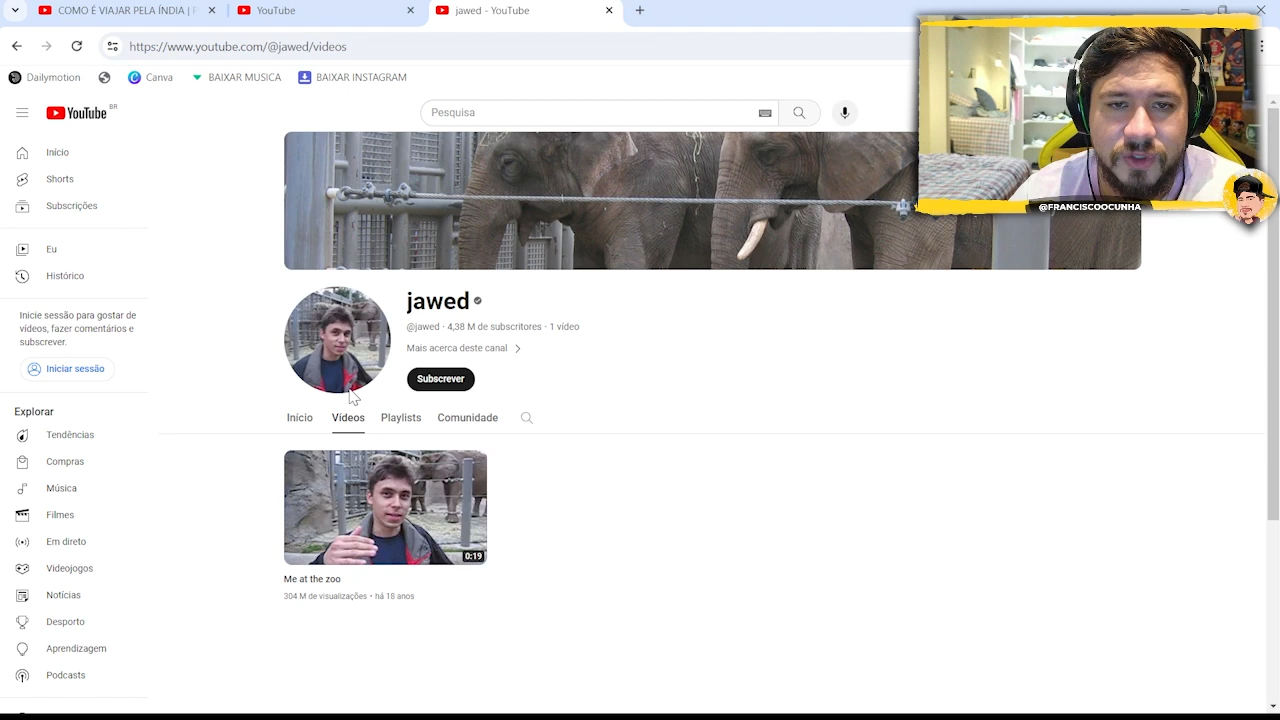 COMO É VIAJAR PELA ÍNDIA |
YouTube
jawed - YouTube
https://www.youtube.com/@jawed/videos
Dailymotion
Canva
BAIXAR MUSICA
BAIXAR INSTAGRAM
YouTube BR
Pesquisa
@FRANCISCOOCUNHA
Início
Shorts
Subscrições
Eu
Histórico
Inicie sessão para gostar de
vídeos, fazer comentários e
subscrever.
Iniciar sessão
Explorar
Tendências
Compras
Música
Filmes
Em direto
Videojogos
Notícias
Desporto
Aprendizagem
Podcasts
jawed
@jawed · 4,38 M de subscritores · 1 vídeo
Mais acerca deste canal
Subscrever
Início
Vídeos
Playlists
Comunidade
0:19
Me at the zoo
304 M de visualizações • há 18 anos